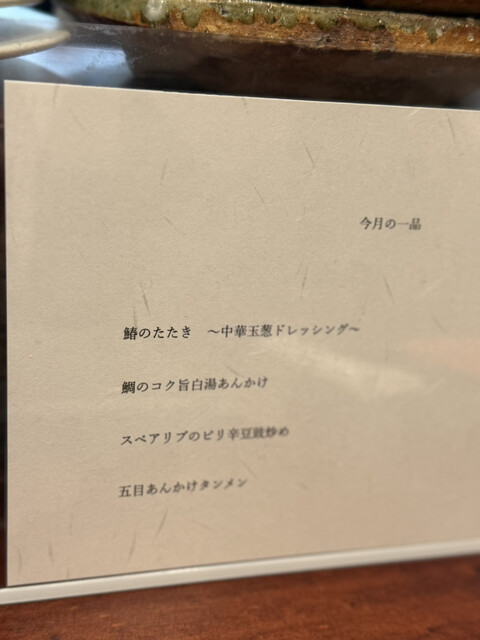 今月の一品
鰆のたたき　～中華玉葱ドレッシング～
鯛のコク旨白湯あんかけ
スペアリブのピリ辛豆鼓炒め
五目あんかけタンメン